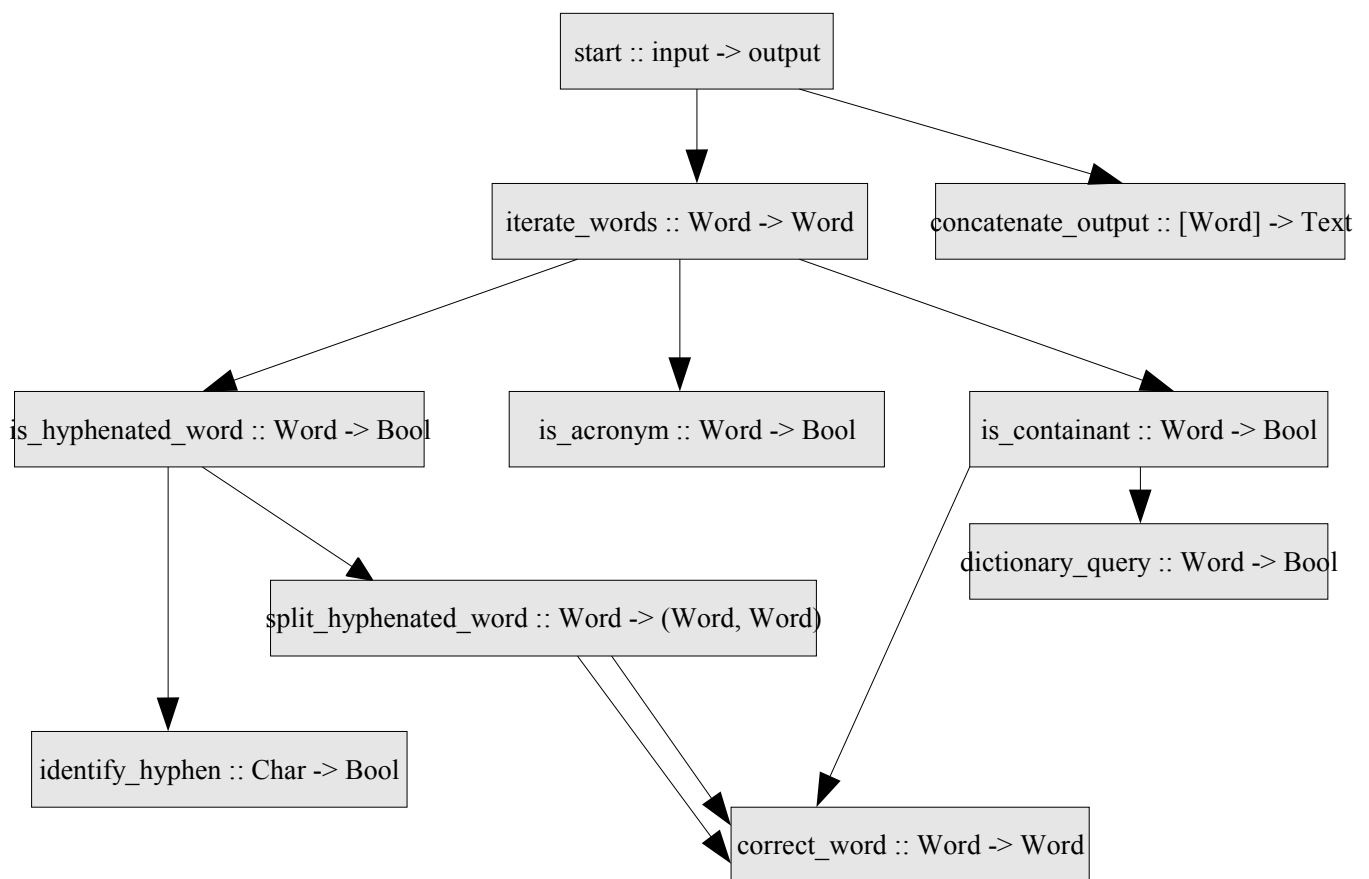 start :: input -> output
iterate_words :: Word -> Word
concatenate_output :: [Word] -> Text
is_hyphenated_word :: Word -> Bool
is_acronym :: Word -> Bool
is_containant :: Word -> Bool
dictionary_query :: Word -> Bool
split_hyphenated_word :: Word -> (Word, Word)
identify_hyphen :: Char -> Bool
correct_word :: Word -> Word